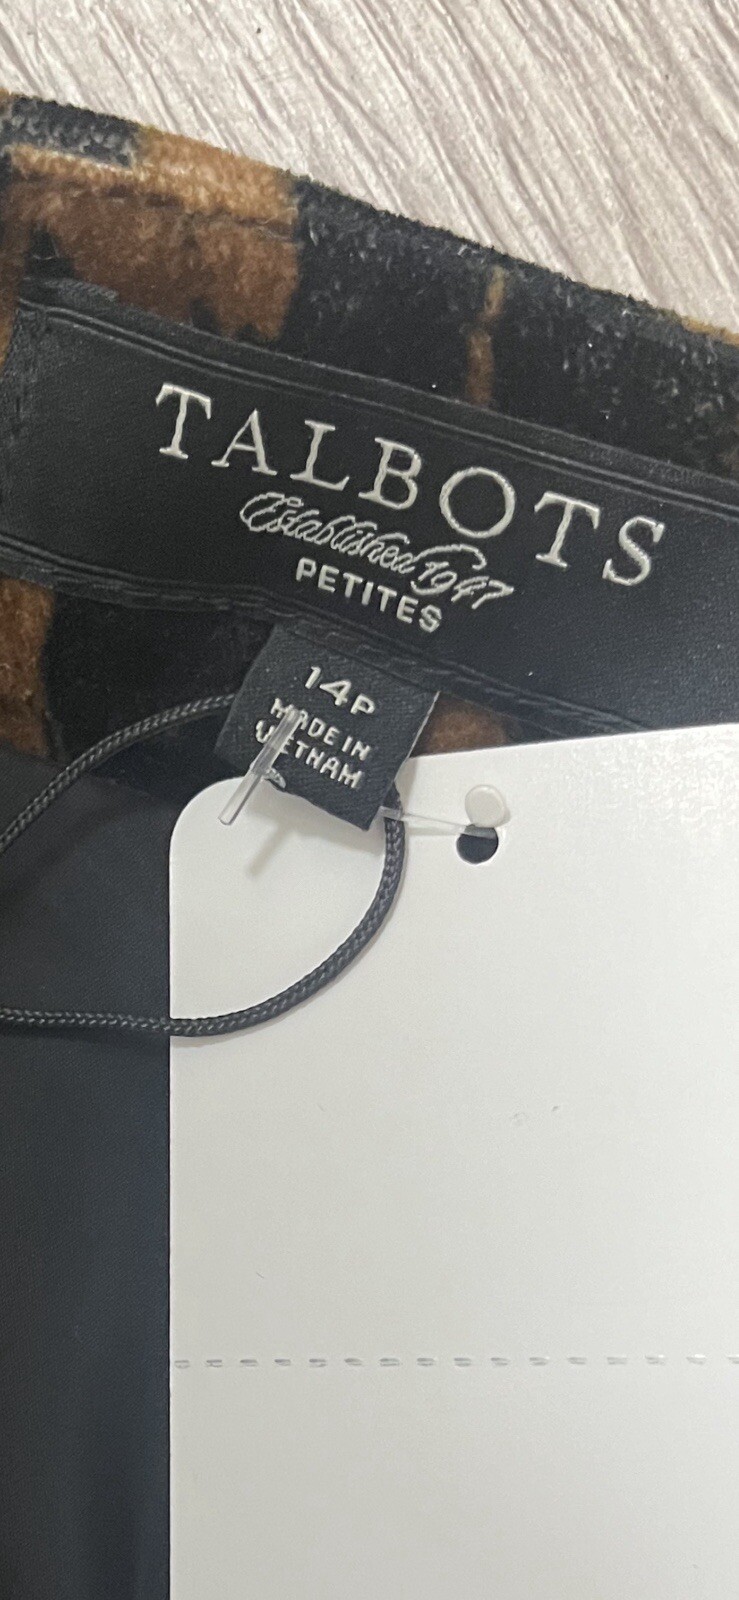 TALBOTS
Established 1947
PETITES
14P
MADE IN
VIETNAM